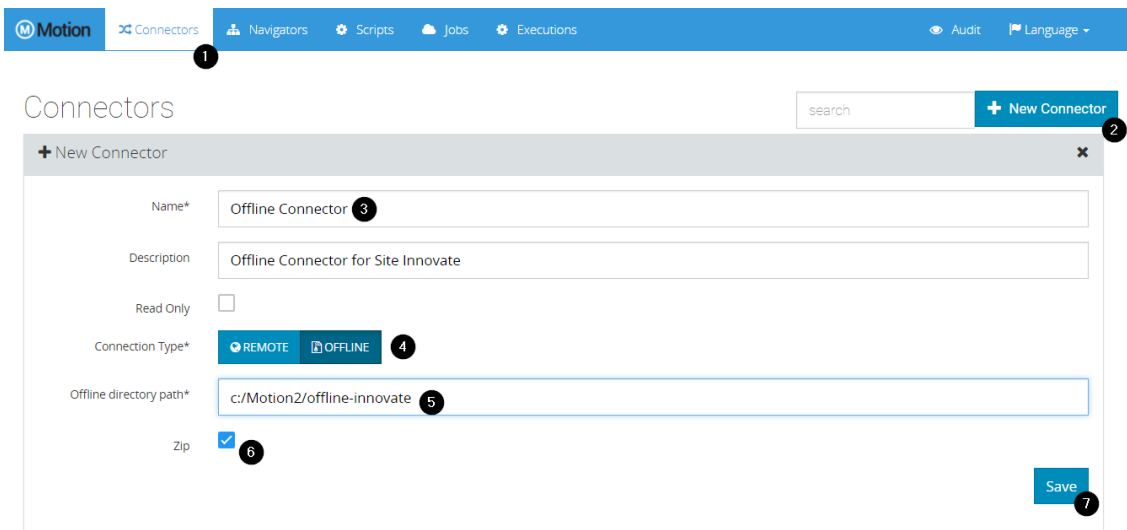 M Motion Connectors Navigators Scripts Jobs Executions Audit Language
1
Connectors search + New Connector
2
+ New Connector ✖
Name* Offline Connector 3
Description Offline Connector for Site Innovate
Read Only
Connection Type* REMOTE OFFLINE 4
Offline directory path* c:/Motion2/offline-innovate 5
Zip 6
Save
7